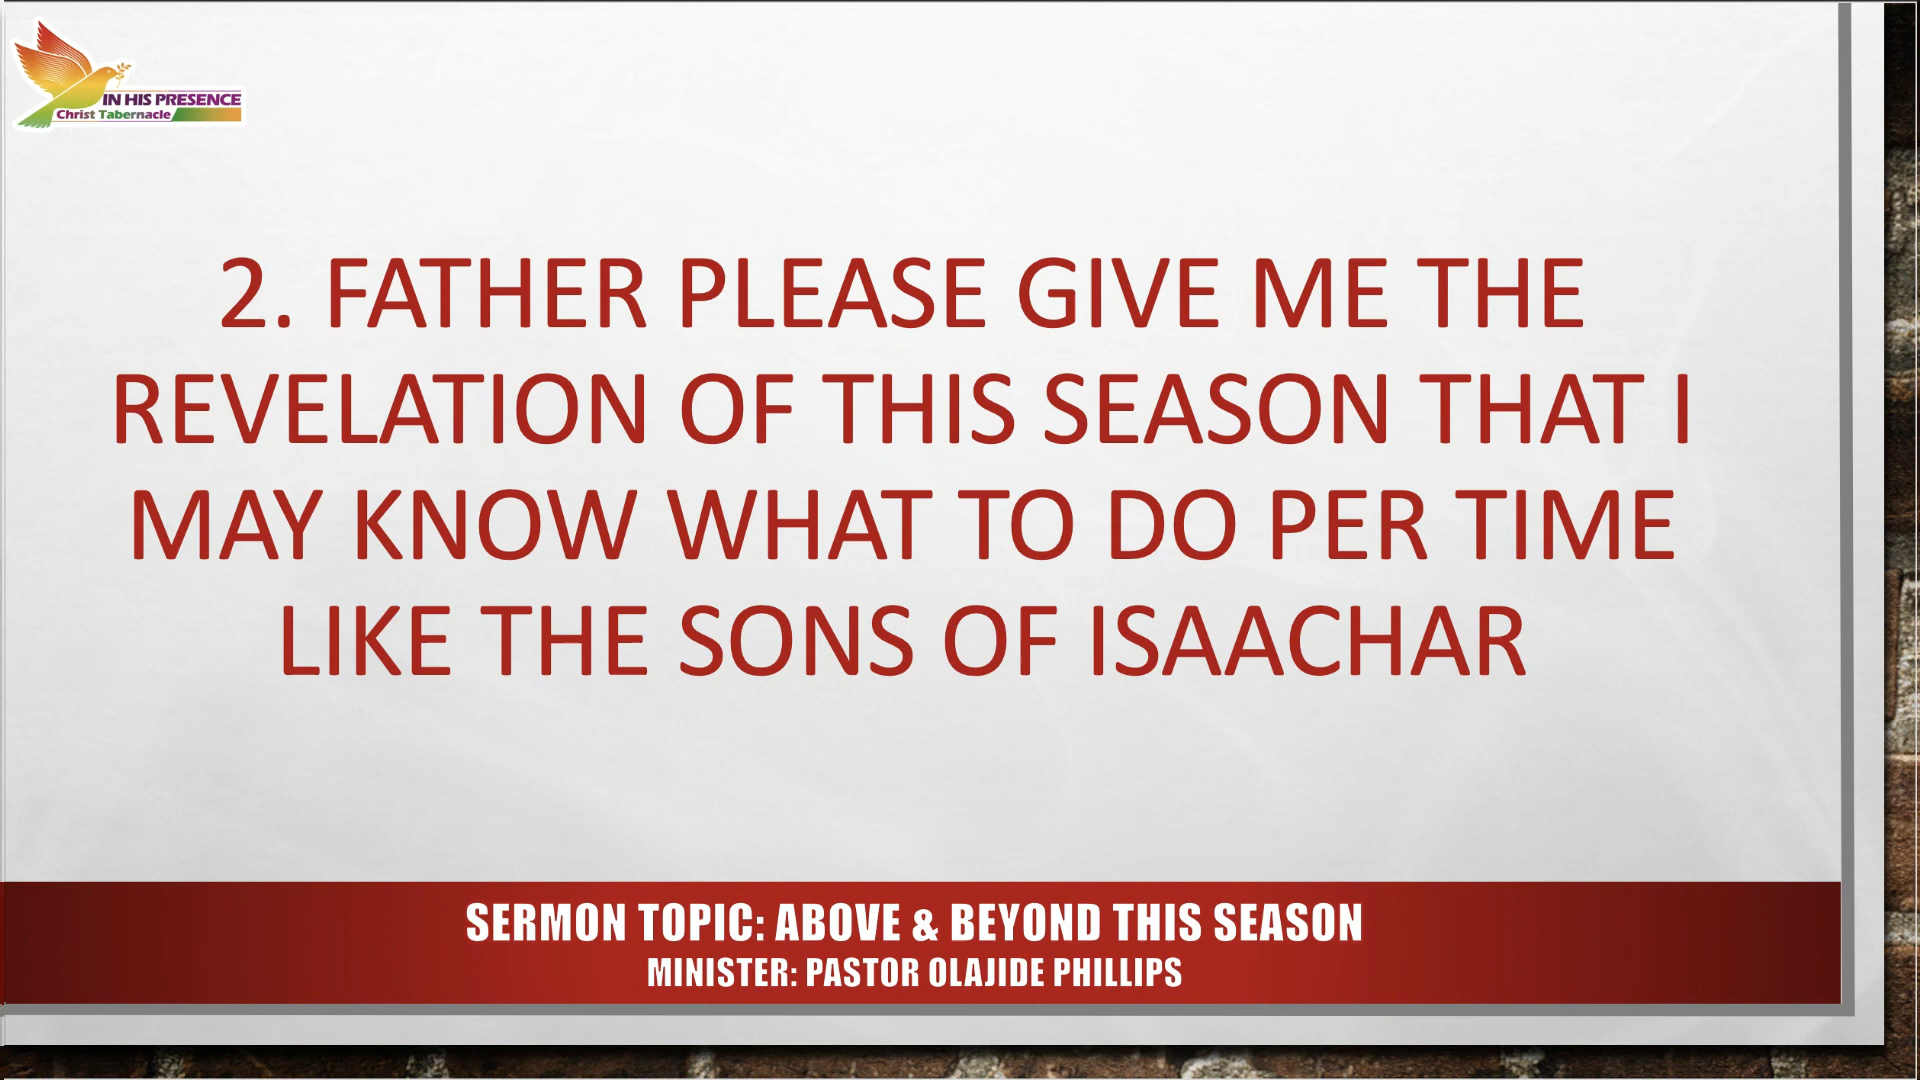 IN HIS PRESENCE
Christ Tabernacle
2. FATHER PLEASE GIVE ME THE
REVELATION OF THIS SEASON THAT I
MAY KNOW WHAT TO DO PER TIME
LIKE THE SONS OF ISAACHAR
SERMON TOPIC: ABOVE & BEYOND THIS SEASON
MINISTER: PASTOR OLAJIDE PHILLIPS